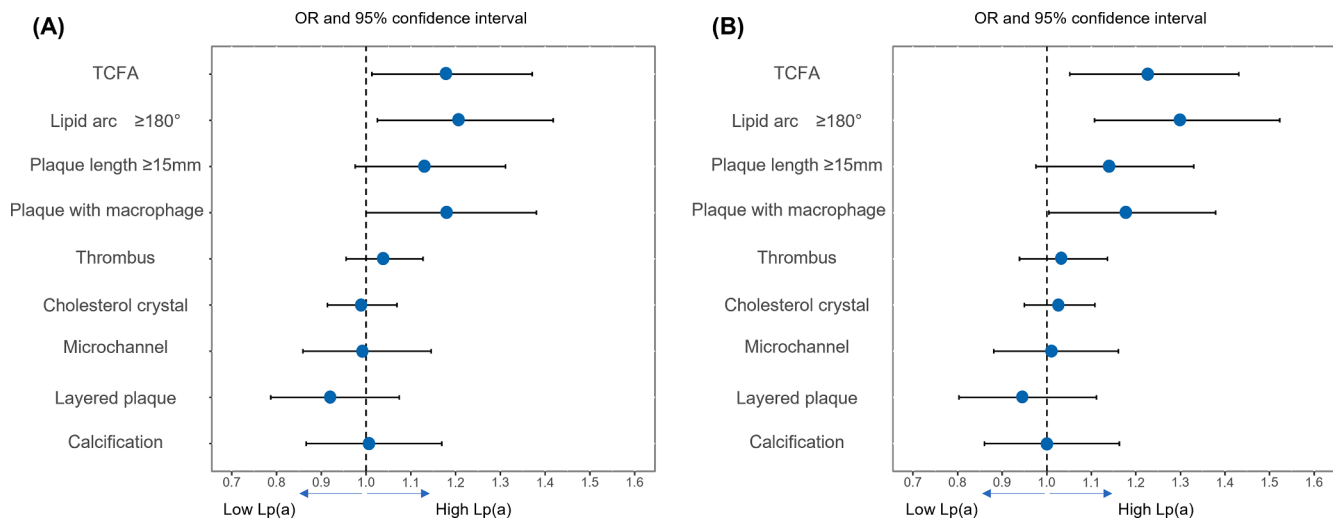 (A)
OR and 95% confidence interval
TCFA
Lipid arc ≥180°
Plaque length ≥15mm
Plaque with macrophage
Thrombus
Cholesterol crystal
Microchannel
Layered plaque
Calcification
0.7 0.8 0.9 1.0 1.1 1.2 1.3 1.4 1.5 1.6
Low Lp(a) High Lp(a)
(B)
OR and 95% confidence interval
TCFA
Lipid arc ≥180°
Plaque length ≥15mm
Plaque with macrophage
Thrombus
Cholesterol crystal
Microchannel
Layered plaque
Calcification
0.7 0.8 0.9 1.0 1.1 1.2 1.3 1.4 1.5 1.6
Low Lp(a) High Lp(a)